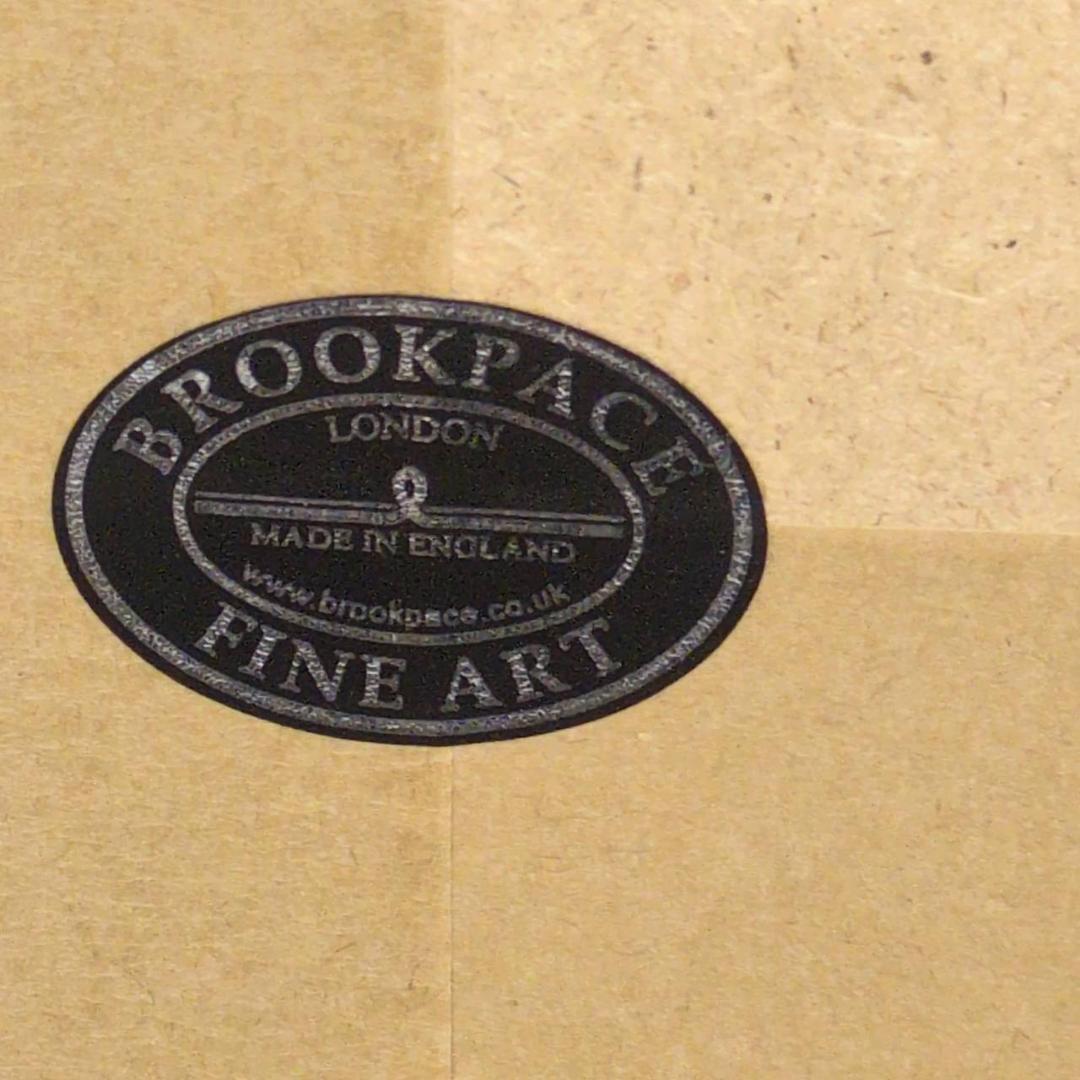 BROOKPACE
LONDON
MADE IN ENGLAND
www.brookpace.co.uk
FINE ART